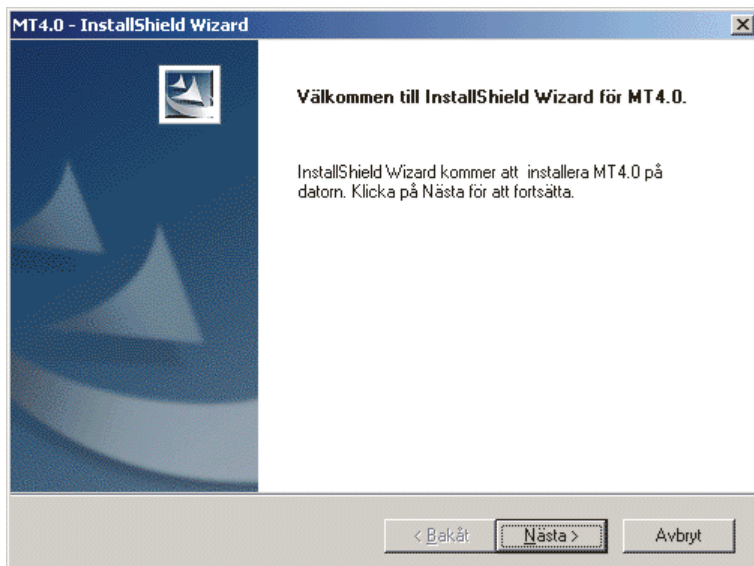 MT4.0 - InstallShield Wizard
Välkommen till InstallShield Wizard för MT4.0.
InstallShield Wizard kommer att installera MT4.0 på
datorn. Klicka på Nästa för att fortsätta.
< Bakåt
Nästa >
Avbryt